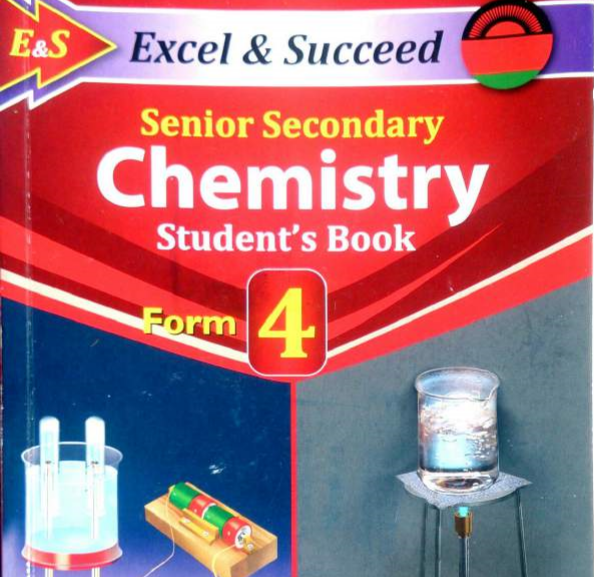 E&S
Excel & Succeed
Senior Secondary
Chemistry
Student's Book
Form 4